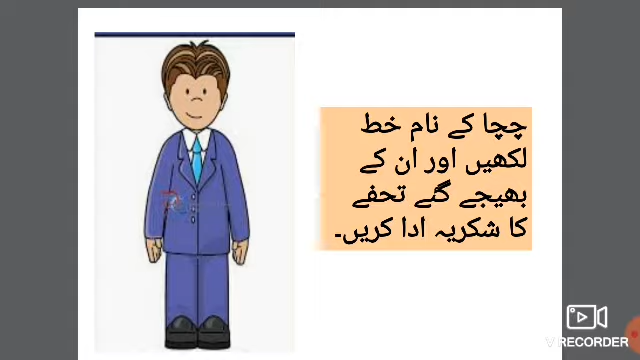 چچا کے نام خط
لکھیں اور ان کے
بھیجے گئے تحفے
کا شکریہ ادا کریں۔
V RECORDER